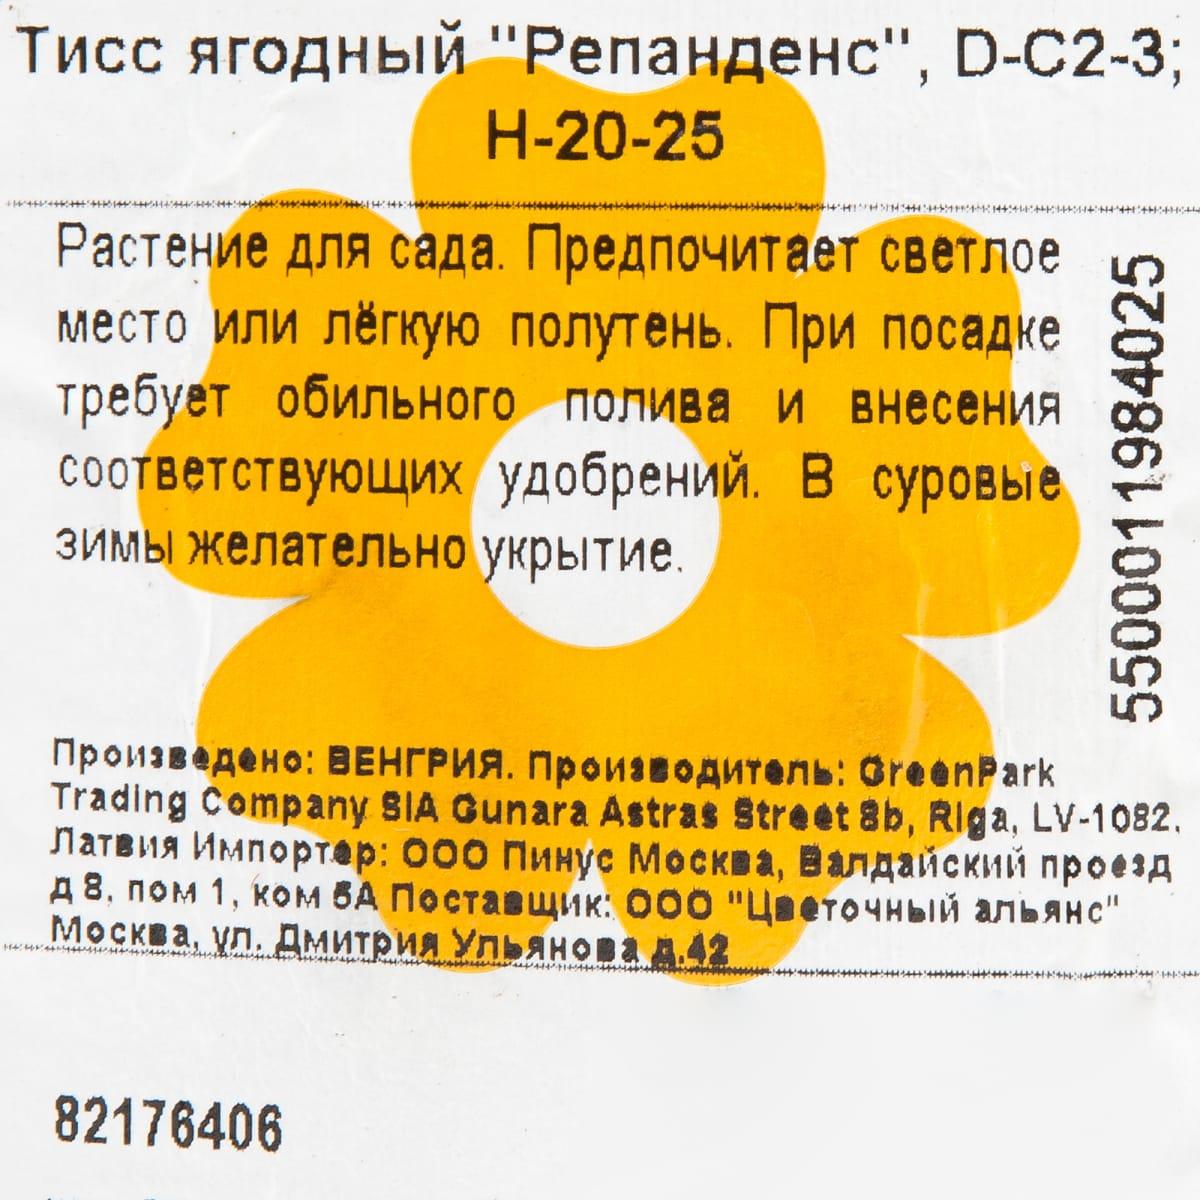 Тисс ягодный "Репанденс", D-C2-3;
H-20-25
Растение для сада. Предпочитает светлое
место или лёгкую полутень. При посадке
требует обильного полива и внесения
соответствующих удобрений. В суровые
зимы желательно укрытие.
5500011984025
Произведено: ВЕНГРИЯ. Производитель: GreenPark
Trading Company SIA Gunara Astras Street 8b, Riga, LV-1082,
Латвия Импортер: ООО Пинус Москва, Валдайский проезд
д 8, пом 1, ком 6А Поставщик: ООО "Цветочный альянс"
Москва, ул. Дмитрия Ульянова д.42
82176406